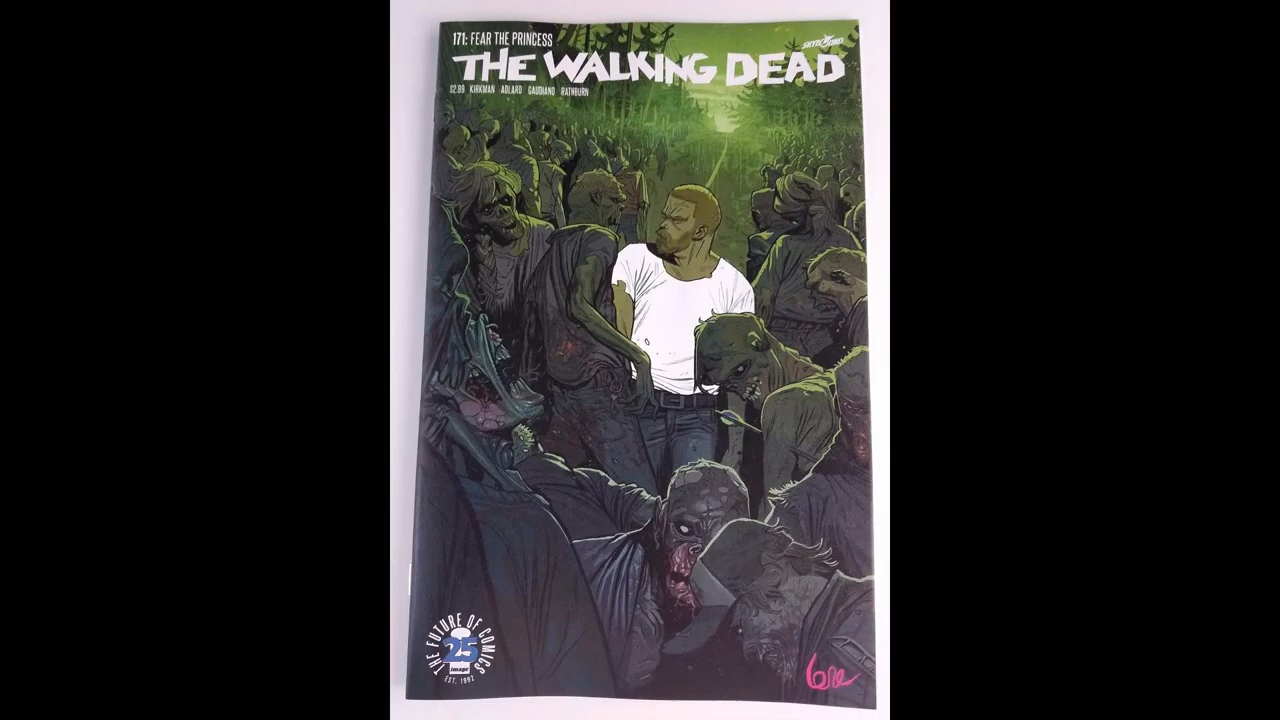 171: FEAR THE PRINCESS
SKYBOUND
THE WALKING DEAD
$2.99 KIRKMAN ADLARD GAUDIANO RATHBURN
THE FUTURE OF COMICS
25
image
EST. 1992